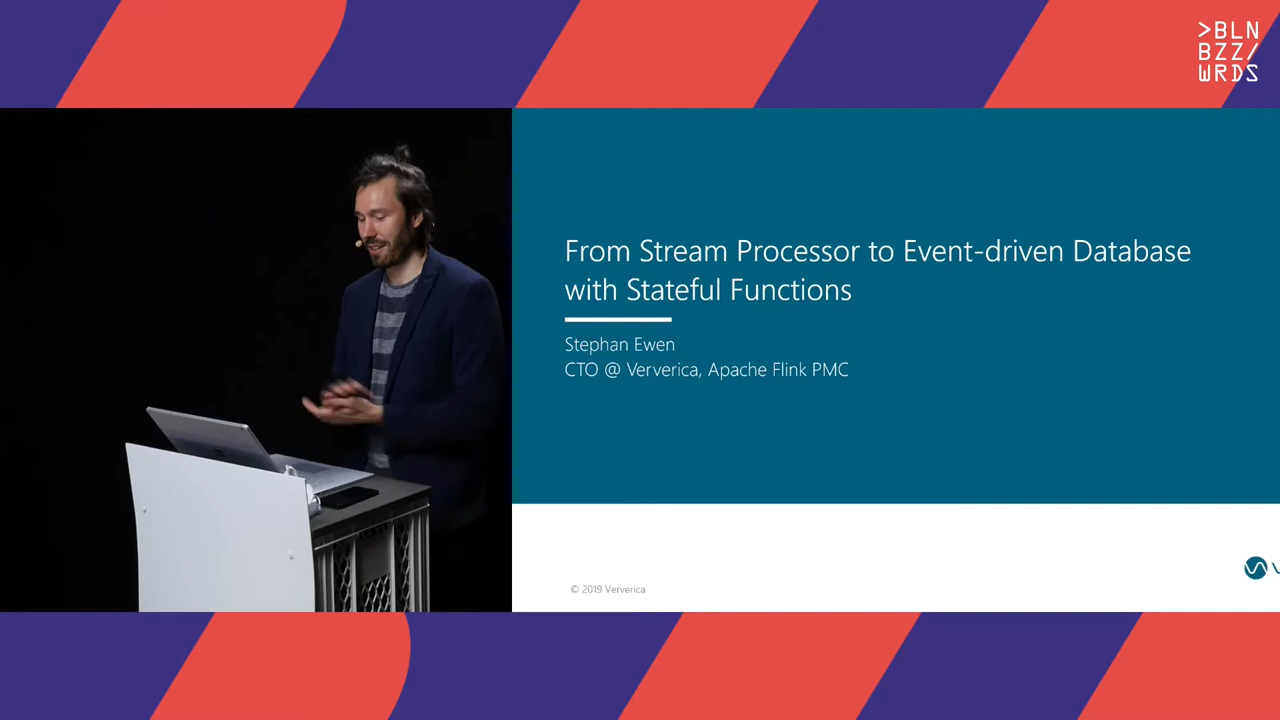 >BLN
BZZ/
WRDS
From Stream Processor to Event-driven Database
with Stateful Functions
Stephan Ewen
CTO @ Ververica, Apache Flink PMC
© 2019 Ververica